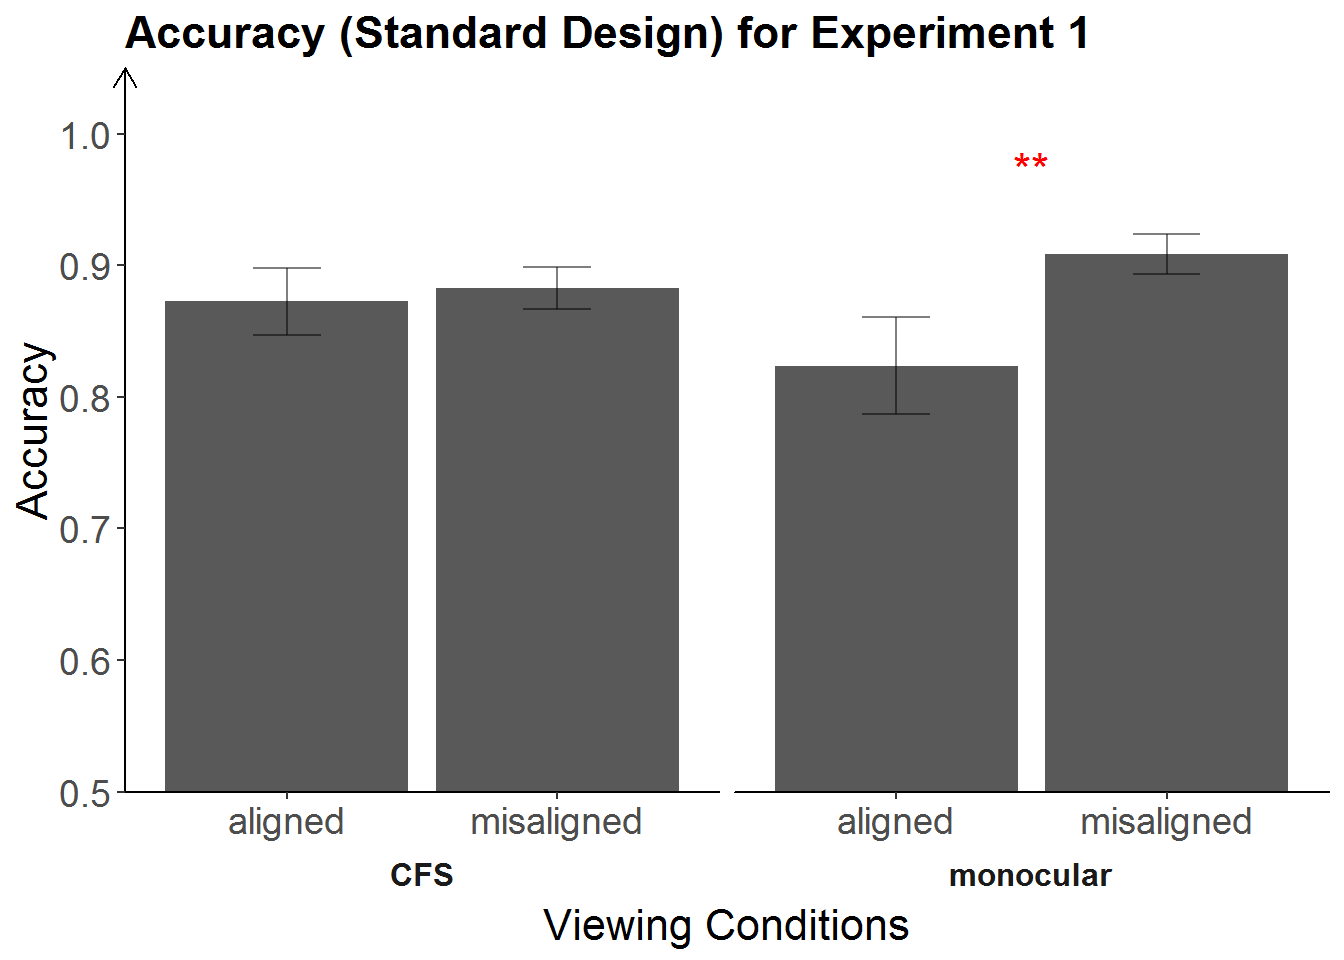 Accuracy (Standard Design) for Experiment 1
1.0
**
0.9
0.8
Accuracy
0.7
0.6
0.5
aligned misaligned aligned misaligned
CFS monocular
Viewing Conditions